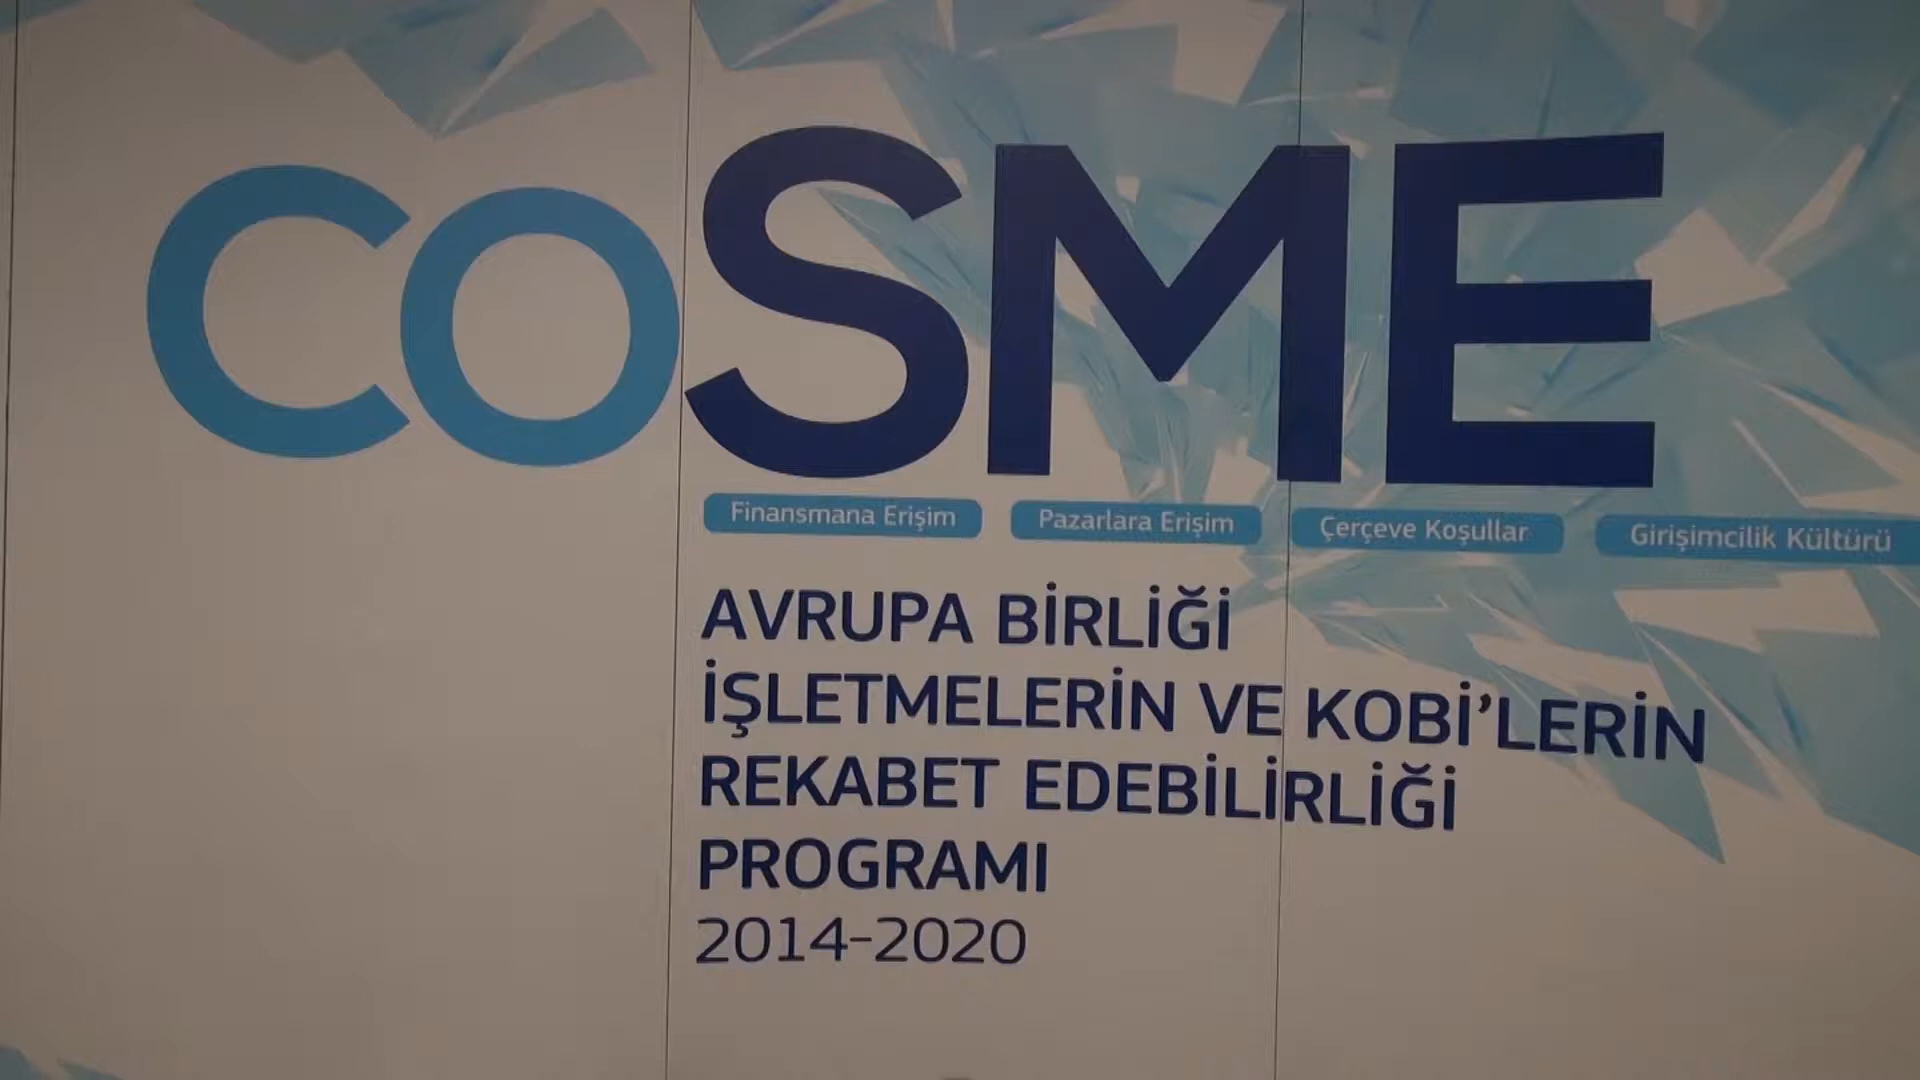 COSME
Finansmana Erişim Pazarlara Erişim Çerçeve Koşullar Girişimcilik Kültürü
AVRUPA BİRLİĞİ
İŞLETMELERİN VE KOBİ'LERİN
REKABET EDEBİLİRLİĞİ
PROGRAMI
2014-2020